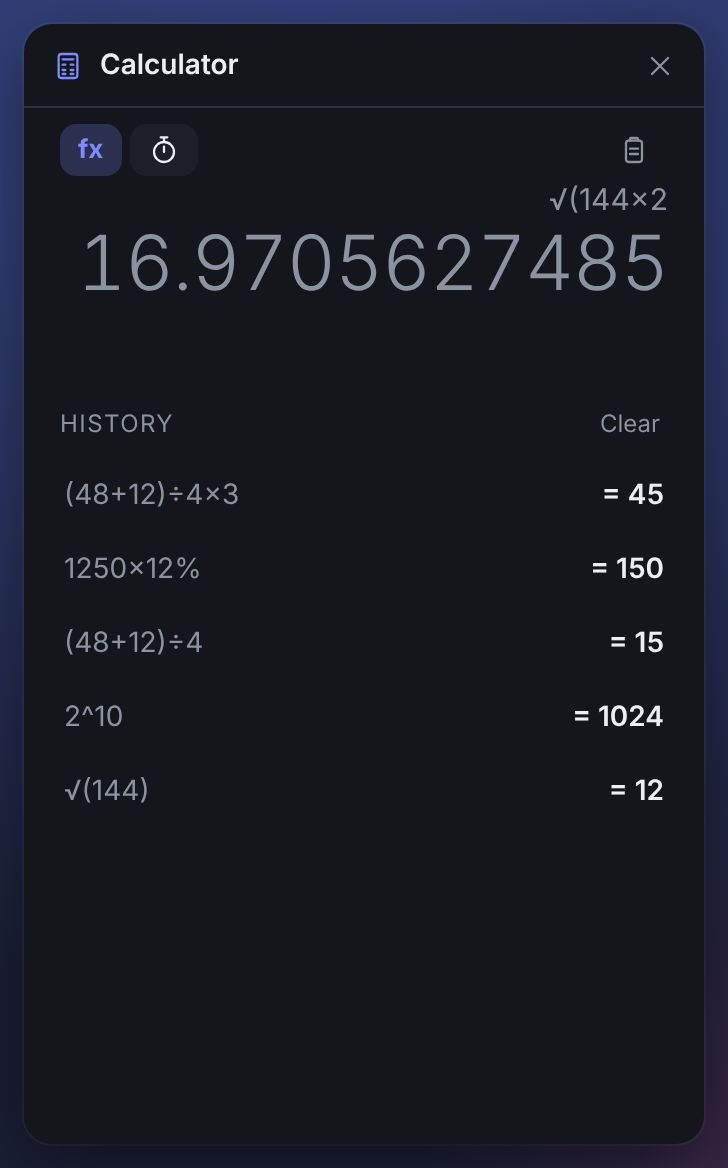 Calculator
fx
√(144×2
16.9705627485
HISTORY Clear
(48+12)÷4×3 = 45
1250×12% = 150
(48+12)÷4 = 15
2^10 = 1024
√(144) = 12